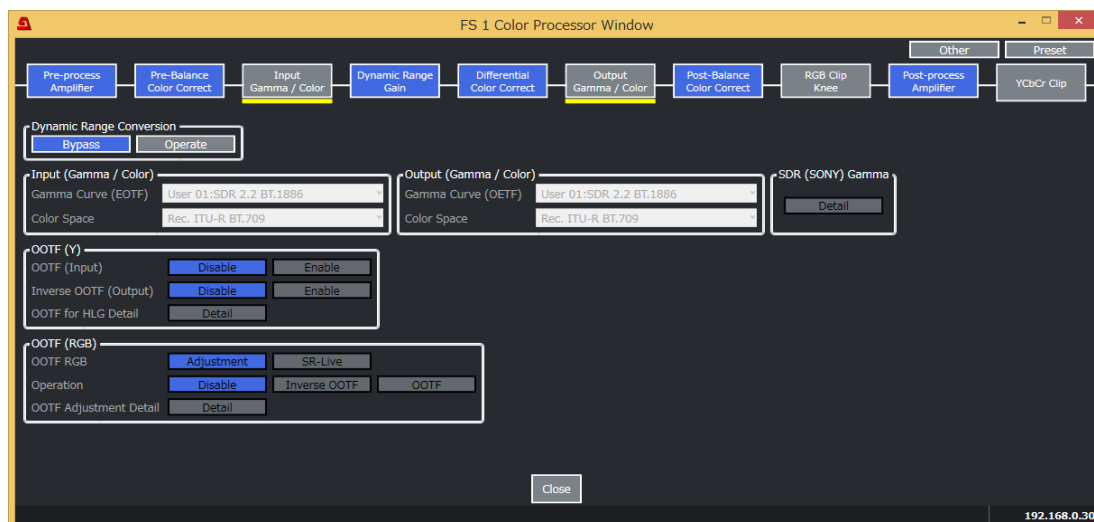 FS 1 Color Processor Window
Other Preset
Pre-process Amplifier
Pre-Balance Color Correct
Input Gamma / Color
Dynamic Range Gain
Differential Color Correct
Output Gamma / Color
Post-Balance Color Correct
RGB Clip Knee
Post-process Amplifier
YCbCr Clip
Dynamic Range Conversion
Bypass Operate
Input (Gamma / Color)
Gamma Curve (EOTF) User 01:SDR 2.2 BT.1886
Color Space Rec. ITU-R BT.709
Output (Gamma / Color)
Gamma Curve (OETF) User 01:SDR 2.2 BT.1886
Color Space Rec. ITU-R BT.709
SDR (SONY) Gamma
Detail
OOTF (Y)
OOTF (Input) Disable Enable
Inverse OOTF (Output) Disable Enable
OOTF for HLG Detail Detail
OOTF (RGB)
OOTF RGB Adjustment SR-Live
Operation Disable Inverse OOTF OOTF
OOTF Adjustment Detail Detail
Close
192.168.0.30